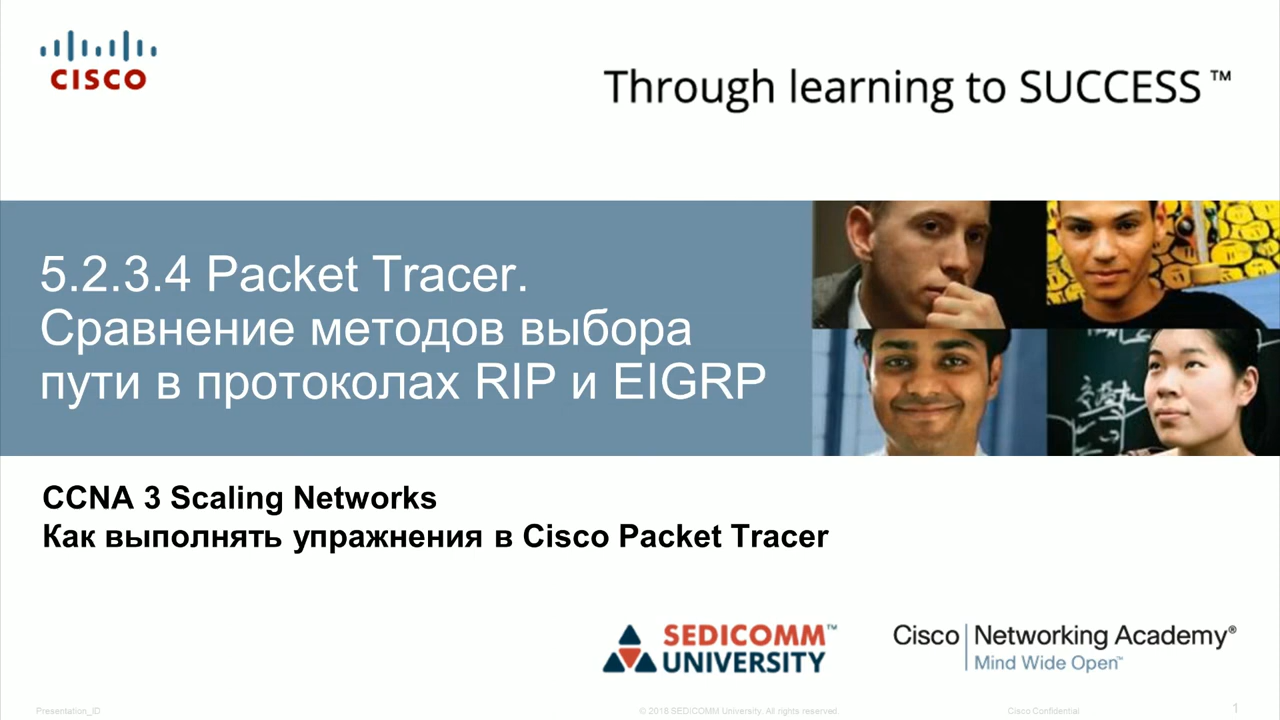 CISCO
Through learning to SUCCESS™
5.2.3.4 Packet Tracer.
Сравнение методов выбора
пути в протоколах RIP и EIGRP
CCNA 3 Scaling Networks
Как выполнять упражнения в Cisco Packet Tracer
SEDICOMM™
UNIVERSITY
Cisco Networking Academy®
Mind Wide Open™
Presentation_ID
© 2018 SEDICOMM University. All rights reserved.
Cisco Confidential
1